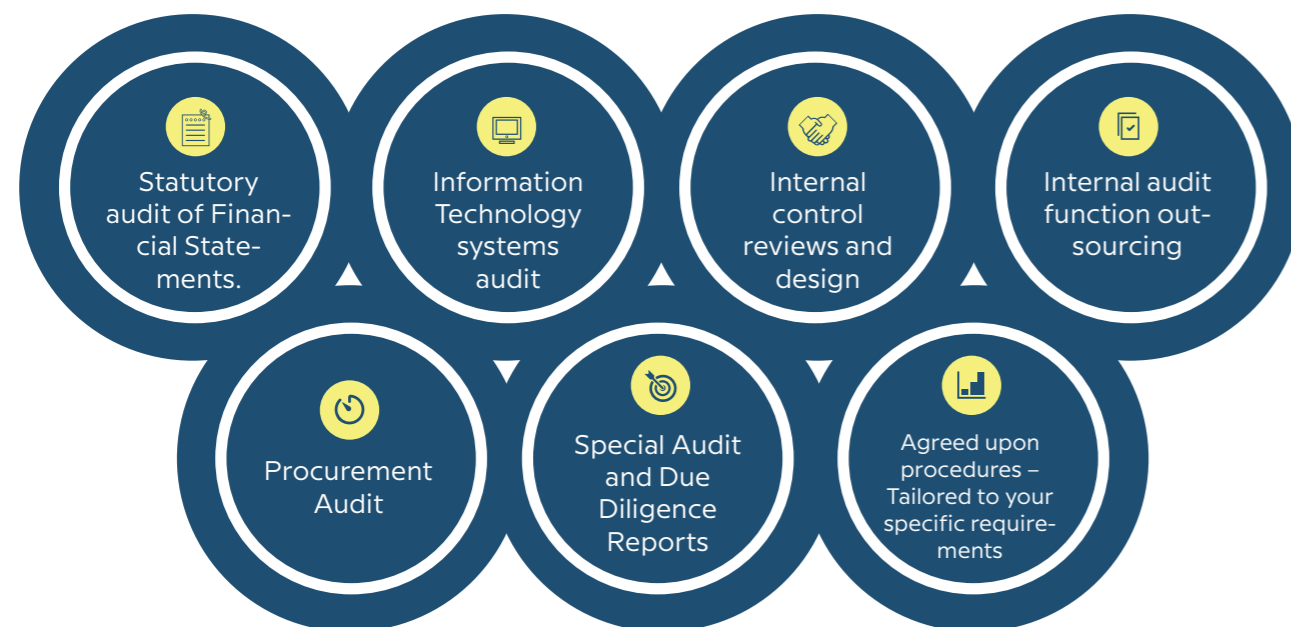 Statutory
audit of Finan-
cial State-
ments.
Information
Technology
systems
audit
Internal
control
reviews and
design
Internal audit
function out-
sourcing
Procurement
Audit
Special Audit
and Due
Diligence
Reports
Agreed upon
procedures –
Tailored to your
specific require-
ments